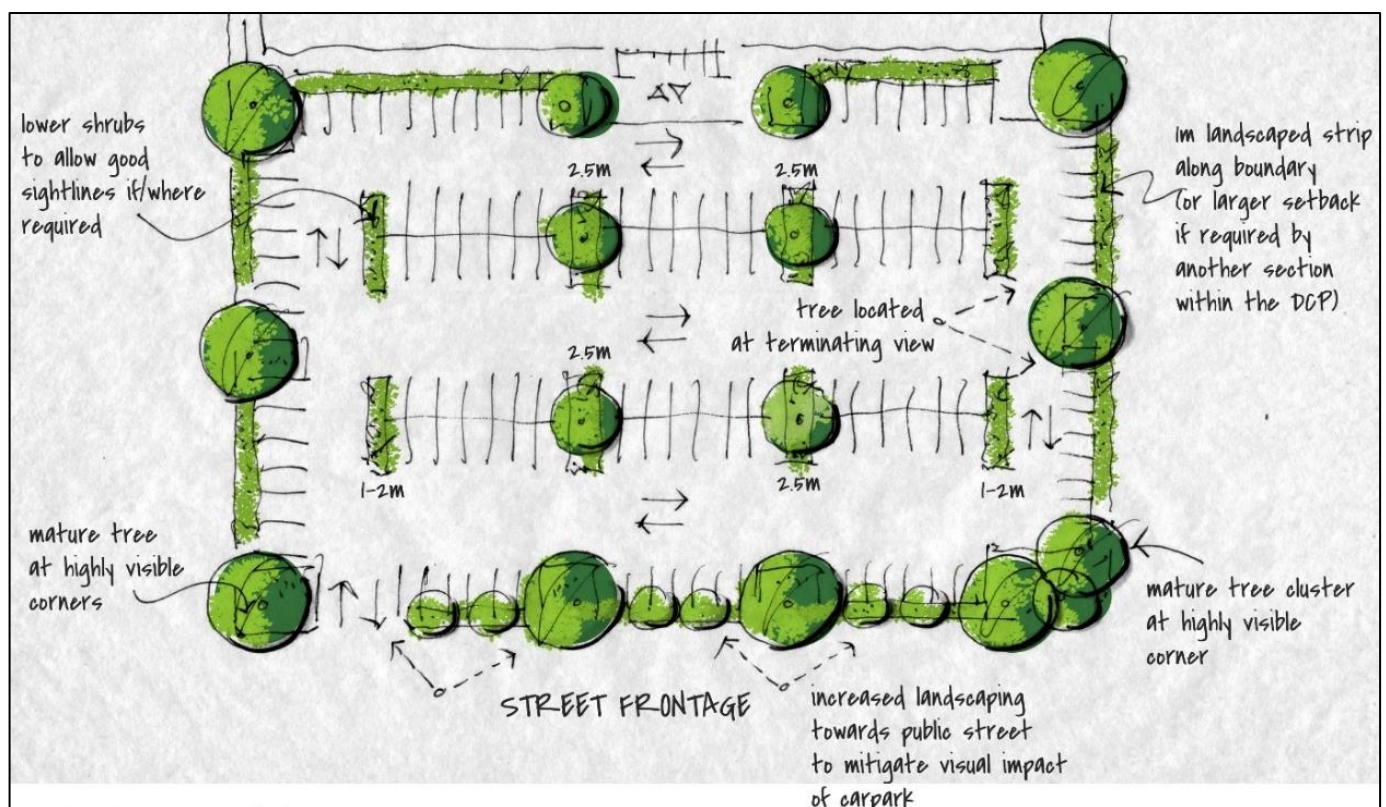 lower shrubs
to allow good
sightlines if/where
required
2.5m
2.5m
1m landscaped strip
along boundary
(or larger setback
if required by
another section
within the DCP)
tree located
at terminating view
2.5m
1-2m
2.5m
1-2m
mature tree
at highly visible
corners
mature tree cluster
at highly visible
corner
STREET FRONTAGE
increased landscaping
towards public street
to mitigate visual impact
of carpark